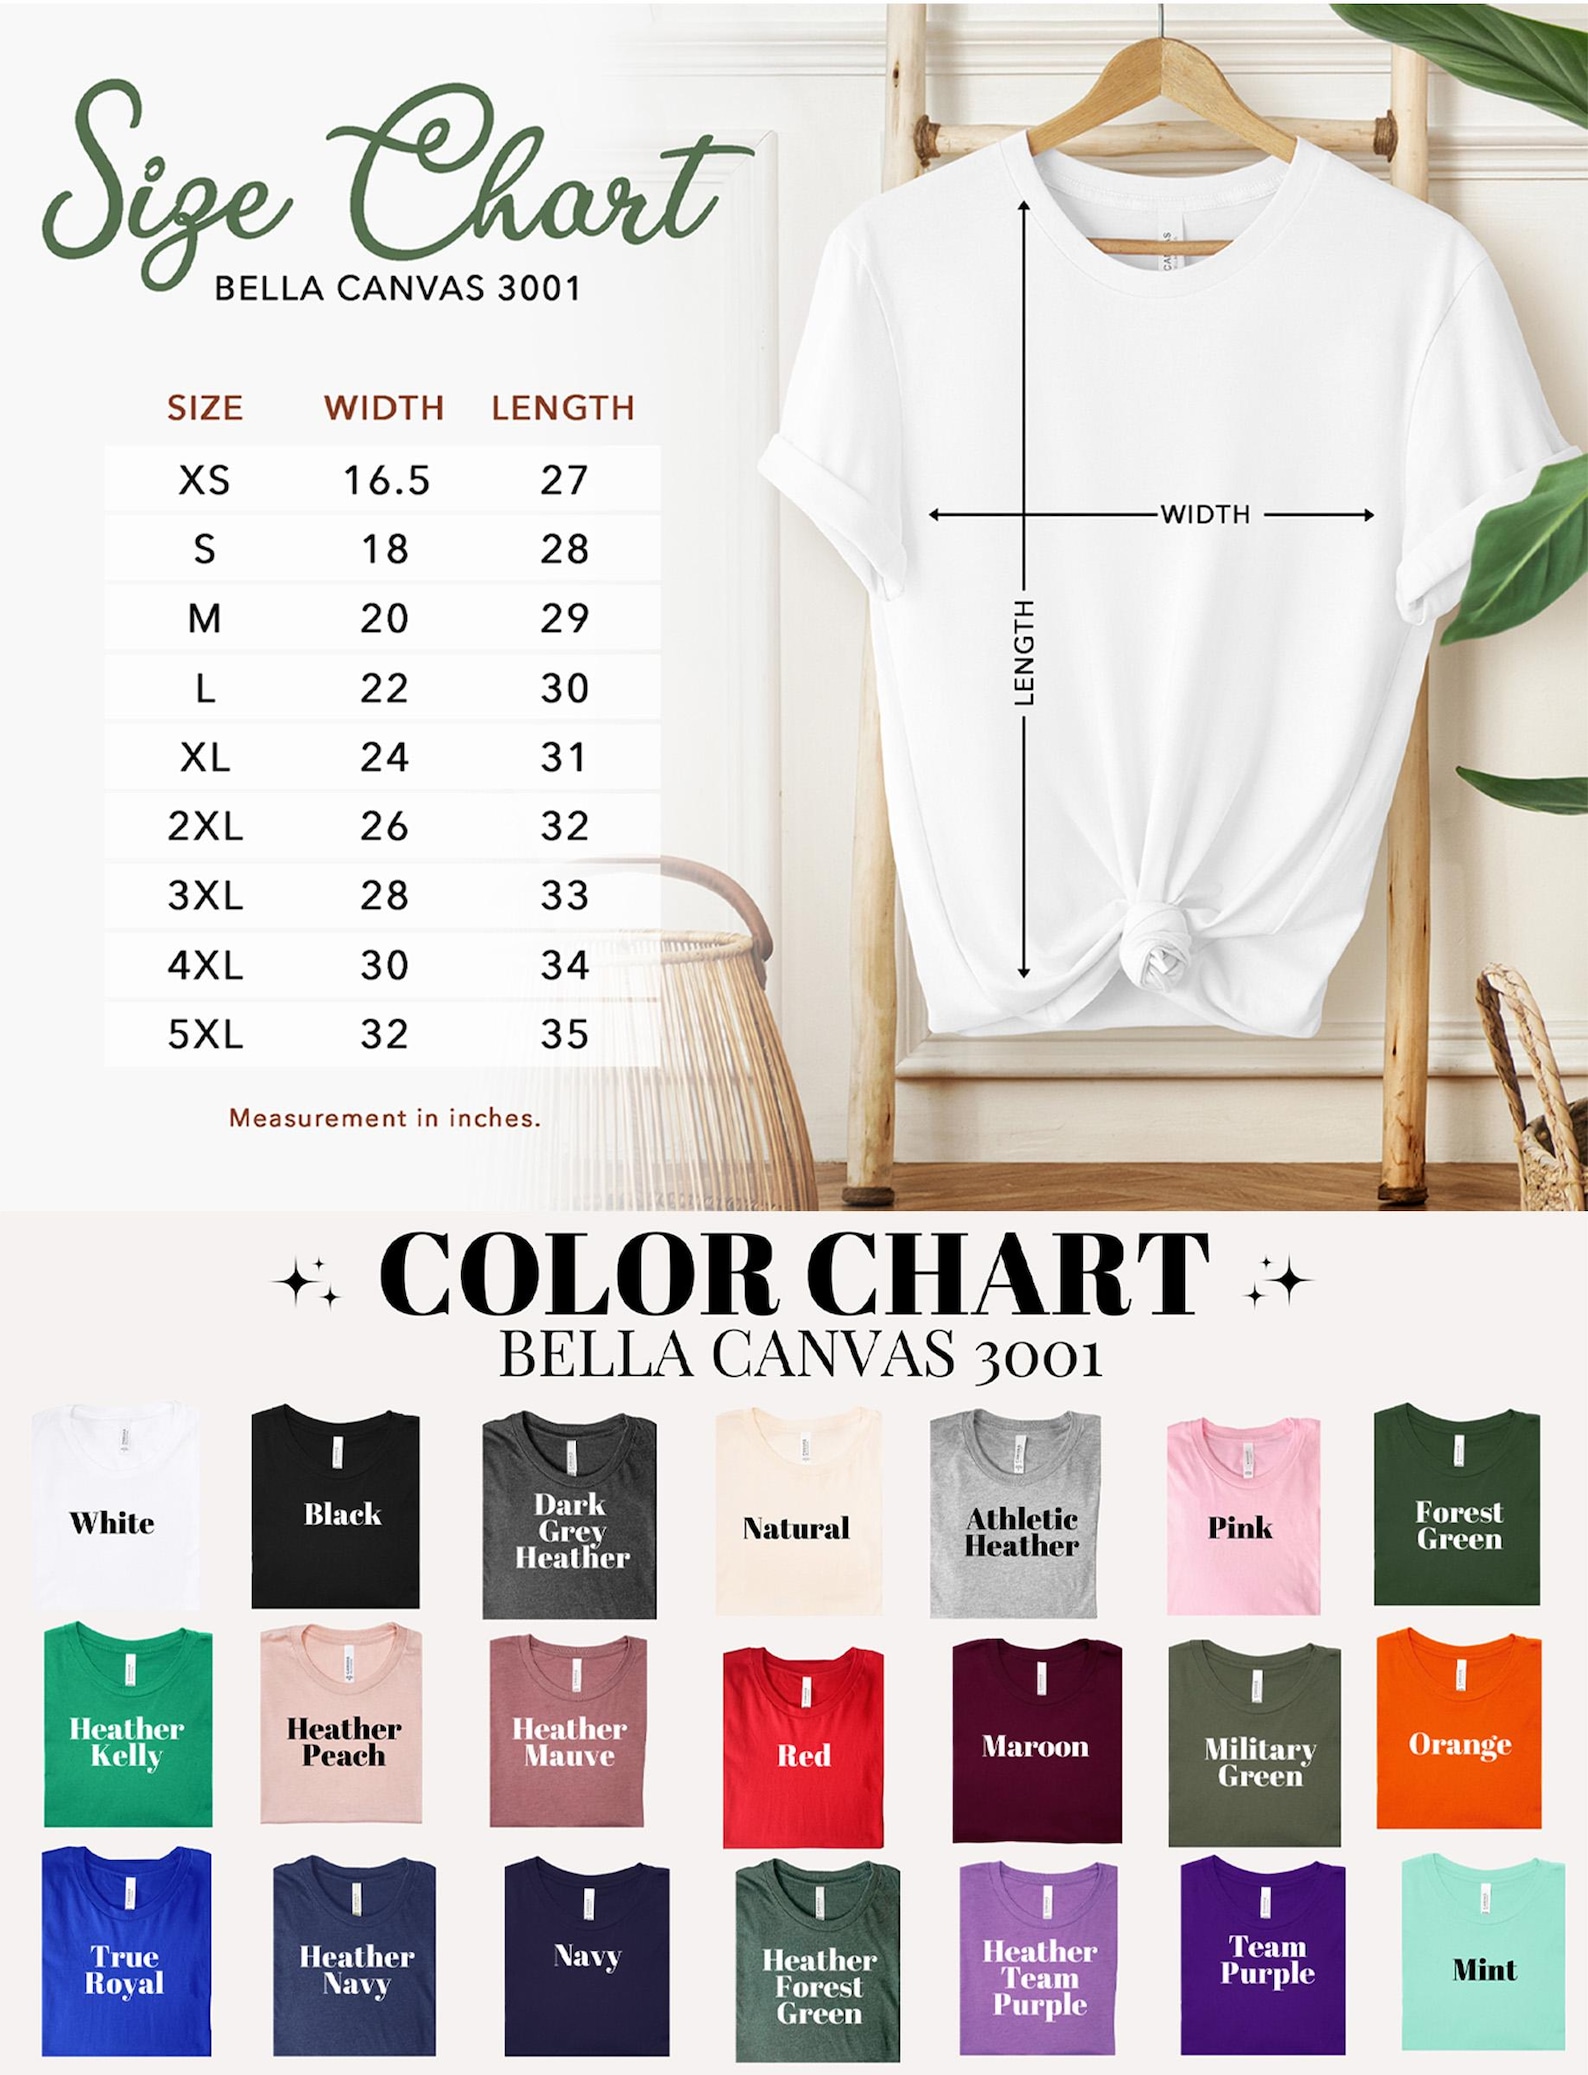 Size Chart
BELLA CANVAS 3001
SIZE WIDTH LENGTH
XS 16.5 27
S 18 28
M 20 29
L 22 30
XL 24 31
2XL 26 32
3XL 28 33
4XL 30 34
5XL 32 35
Measurement in inches.
WIDTH
LENGTH
COLOR CHART
BELLA CANVAS 3001
White
Black
Dark
Grey
Heather
Natural
Athletic
Heather
Pink
Forest
Green
Heather
Kelly
Heather
Peach
Heather
Mauve
Red
Maroon
Military
Green
Orange
True
Royal
Heather
Navy
Navy
Heather
Forest
Green
Heather
Team
Purple
Team
Purple
Mint